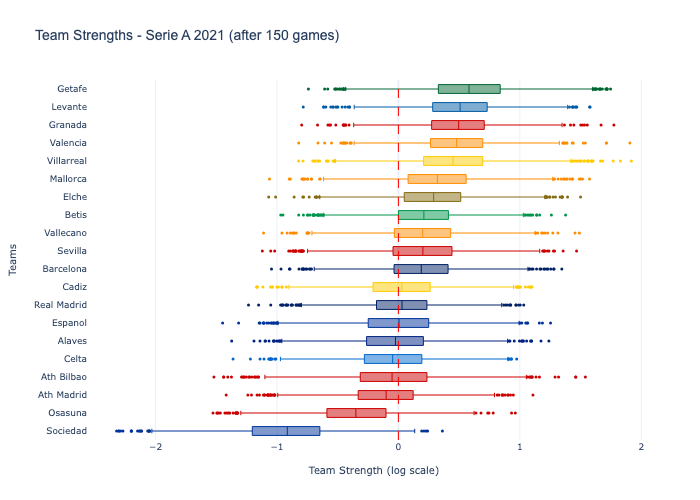 Team Strengths - Serie A 2021 (after 150 games)
Getafe
Levante
Granada
Valencia
Villarreal
Mallorca
Elche
Betis
Vallecano
Sevilla
Barcelona
Cadiz
Real Madrid
Espanol
Alaves
Celta
Ath Bilbao
Ath Madrid
Osasuna
Sociedad
Teams
−2 −1 0 1 2
Team Strength (log scale)